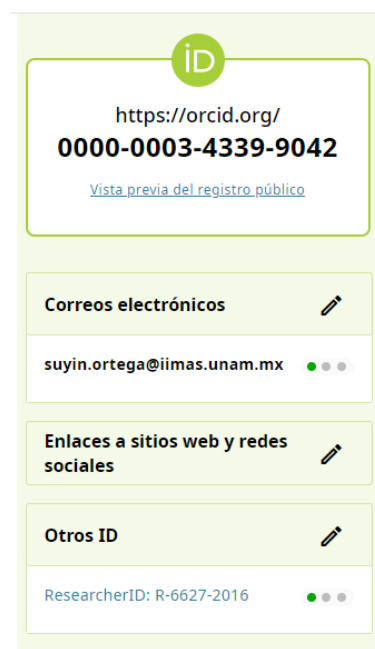 iD
https://orcid.org/
0000-0003-4339-9042
Vista previa del registro público
Correos electrónicos
suyin.ortega@iimas.unam.mx
Enlaces a sitios web y redes
sociales
Otros ID
ResearcherID: R-6627-2016